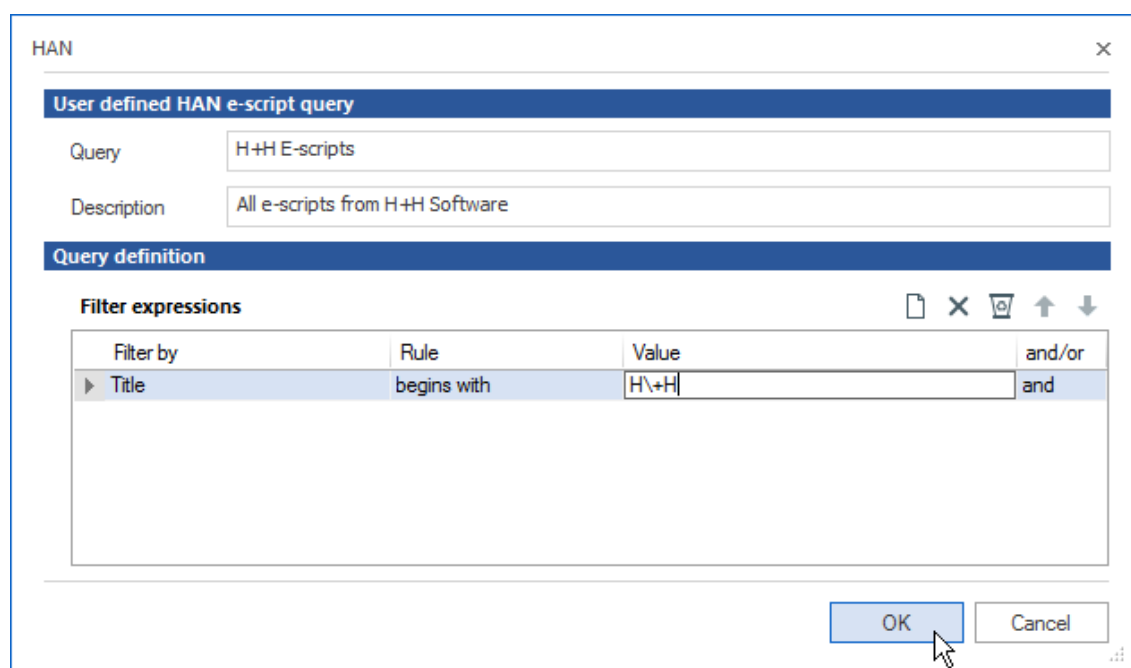 HAN
User defined HAN e-script query
Query H+H E-scripts
Description All e-scripts from H+H Software
Query definition
Filter expressions
Filter by Rule Value and/or
Title begins with H\+H and
OK Cancel